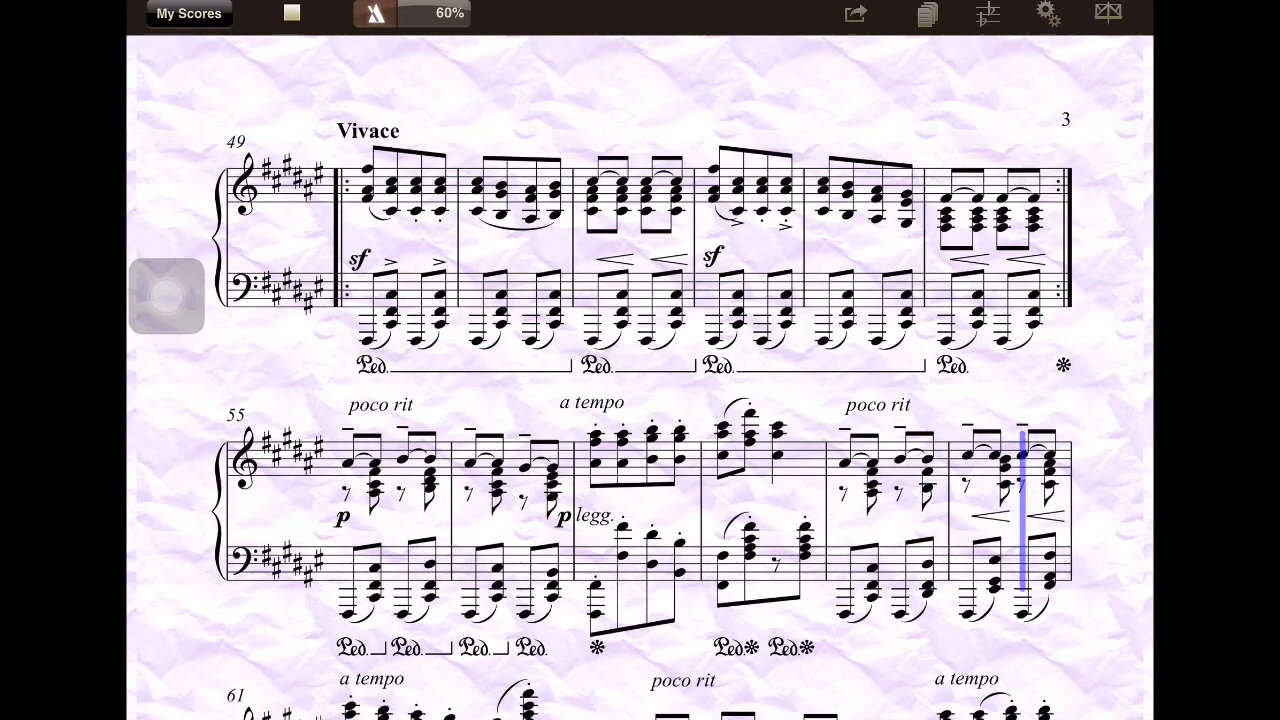 My Scores 60%
3
Vivace
49
sf sf
Ped. Ped. Ped. Ped.
55
poco rit a tempo poco rit
p p legg.
Ped. Ped. Ped. Ped. Ped. Ped.
61
a tempo poco rit a tempo